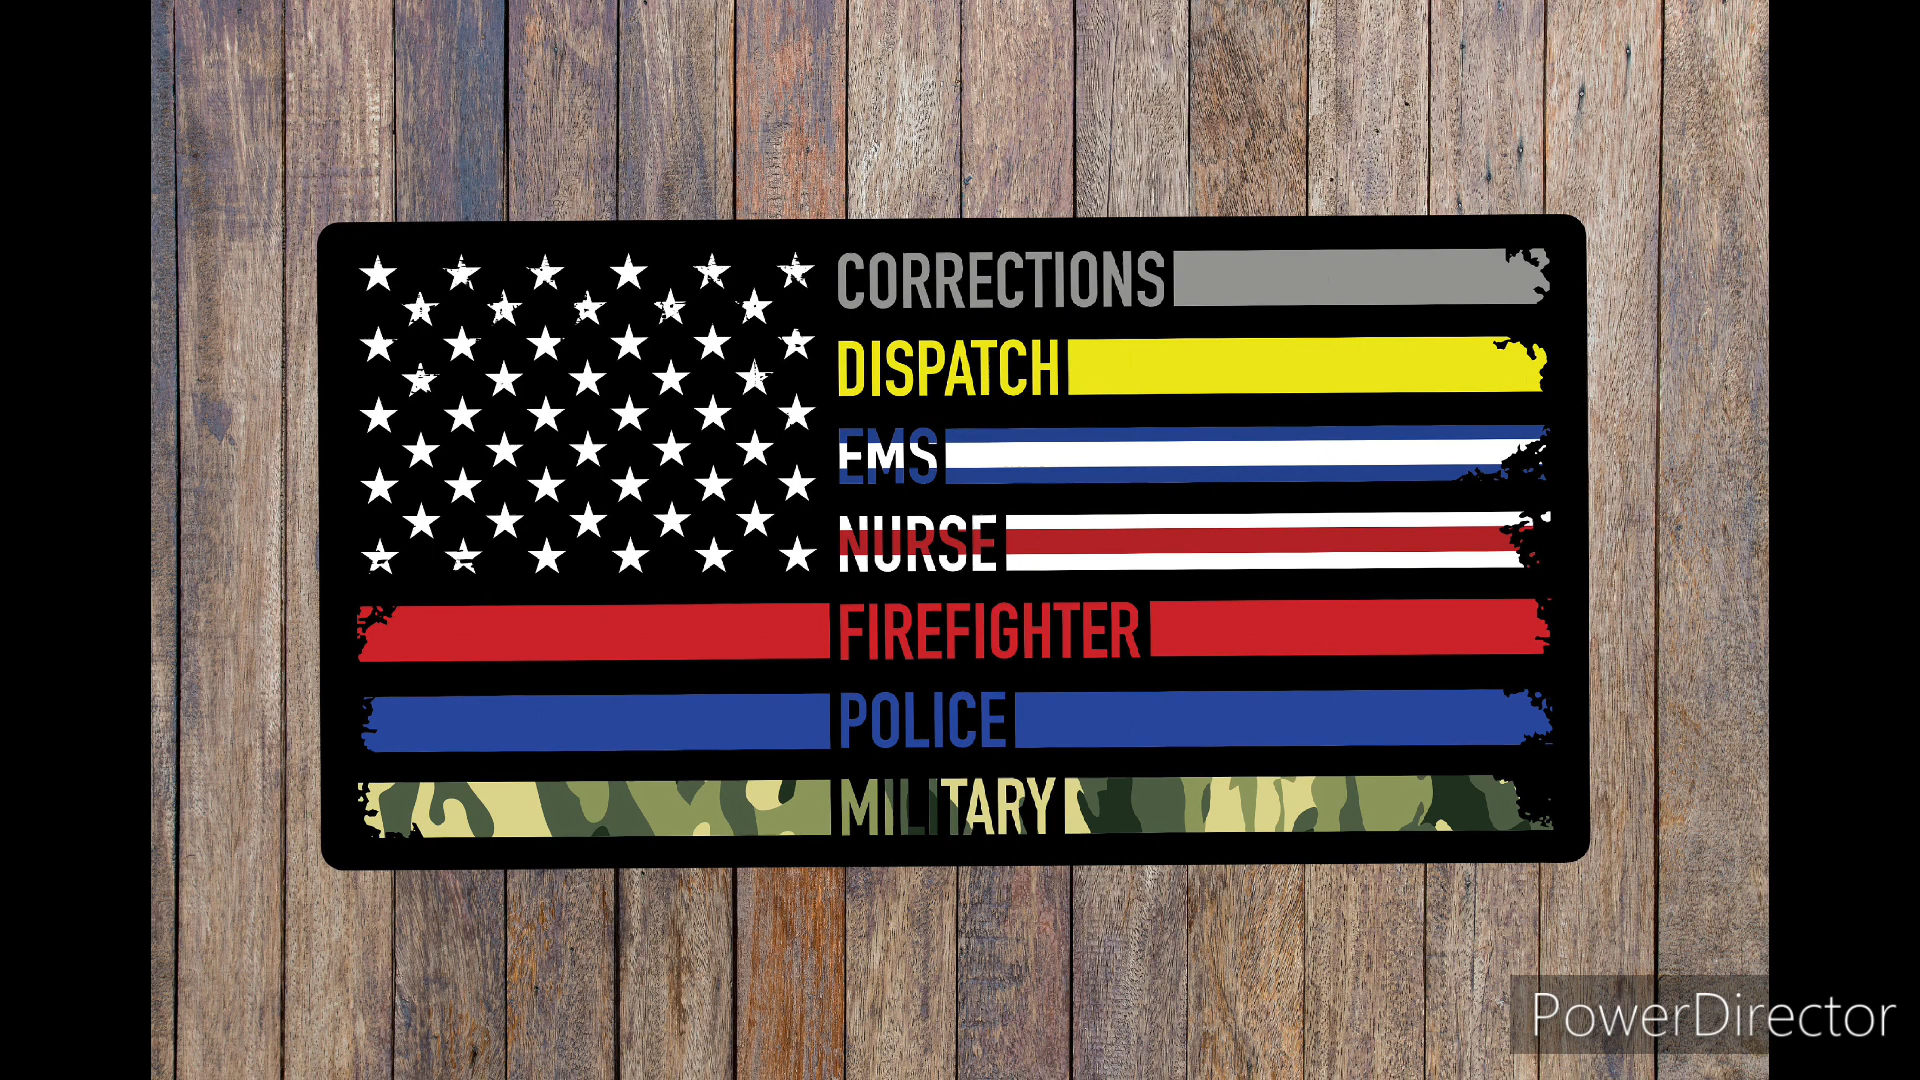 CORRECTIONS
DISPATCH
EMS
NURSE
FIREFIGHTER
POLICE
MILITARY
PowerDirector